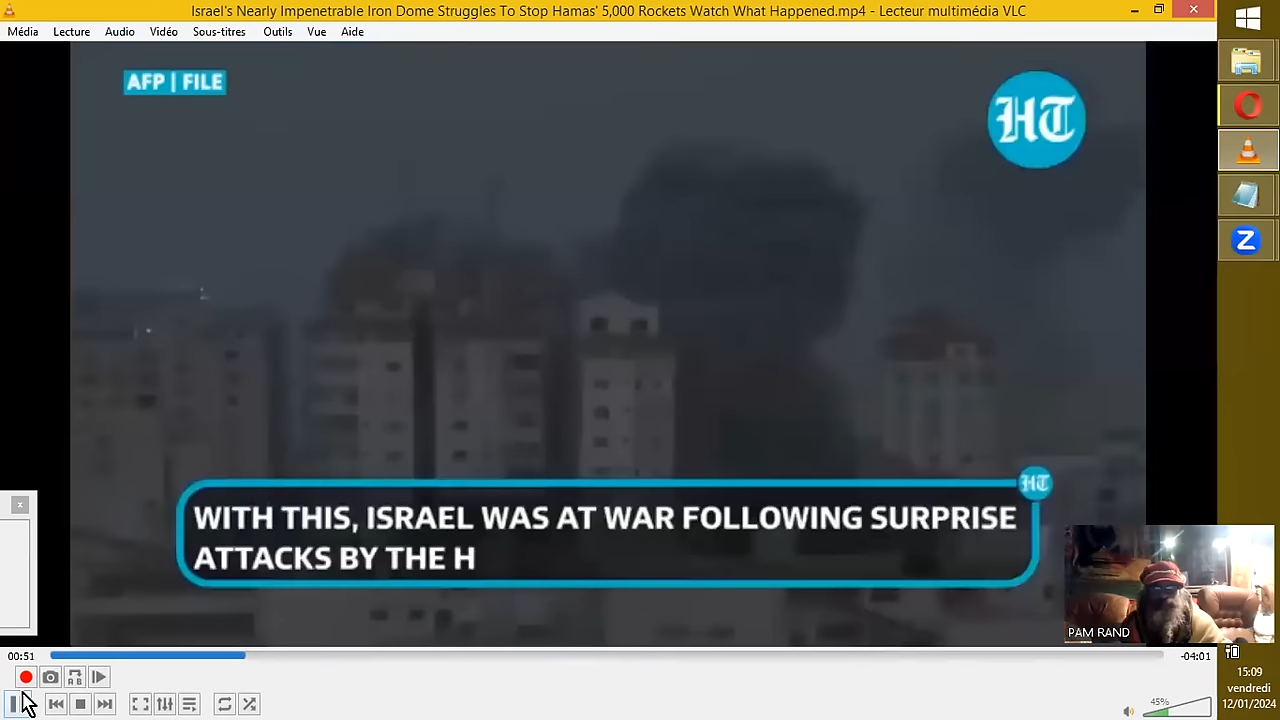 Israel's Nearly Impenetrable Iron Dome Struggles To Stop Hamas' 5,000 Rockets Watch What Happened.mp4 - Lecteur multimédia VLC
Média Lecture Audio Vidéo Sous-titres Outils Vue Aide
AFP | FILE
HT
HT
WITH THIS, ISRAEL WAS AT WAR FOLLOWING SURPRISE
ATTACKS BY THE H
PAM RAND
00:51
-04:01
A B
45%
Z
15:09
vendredi
12/01/2024